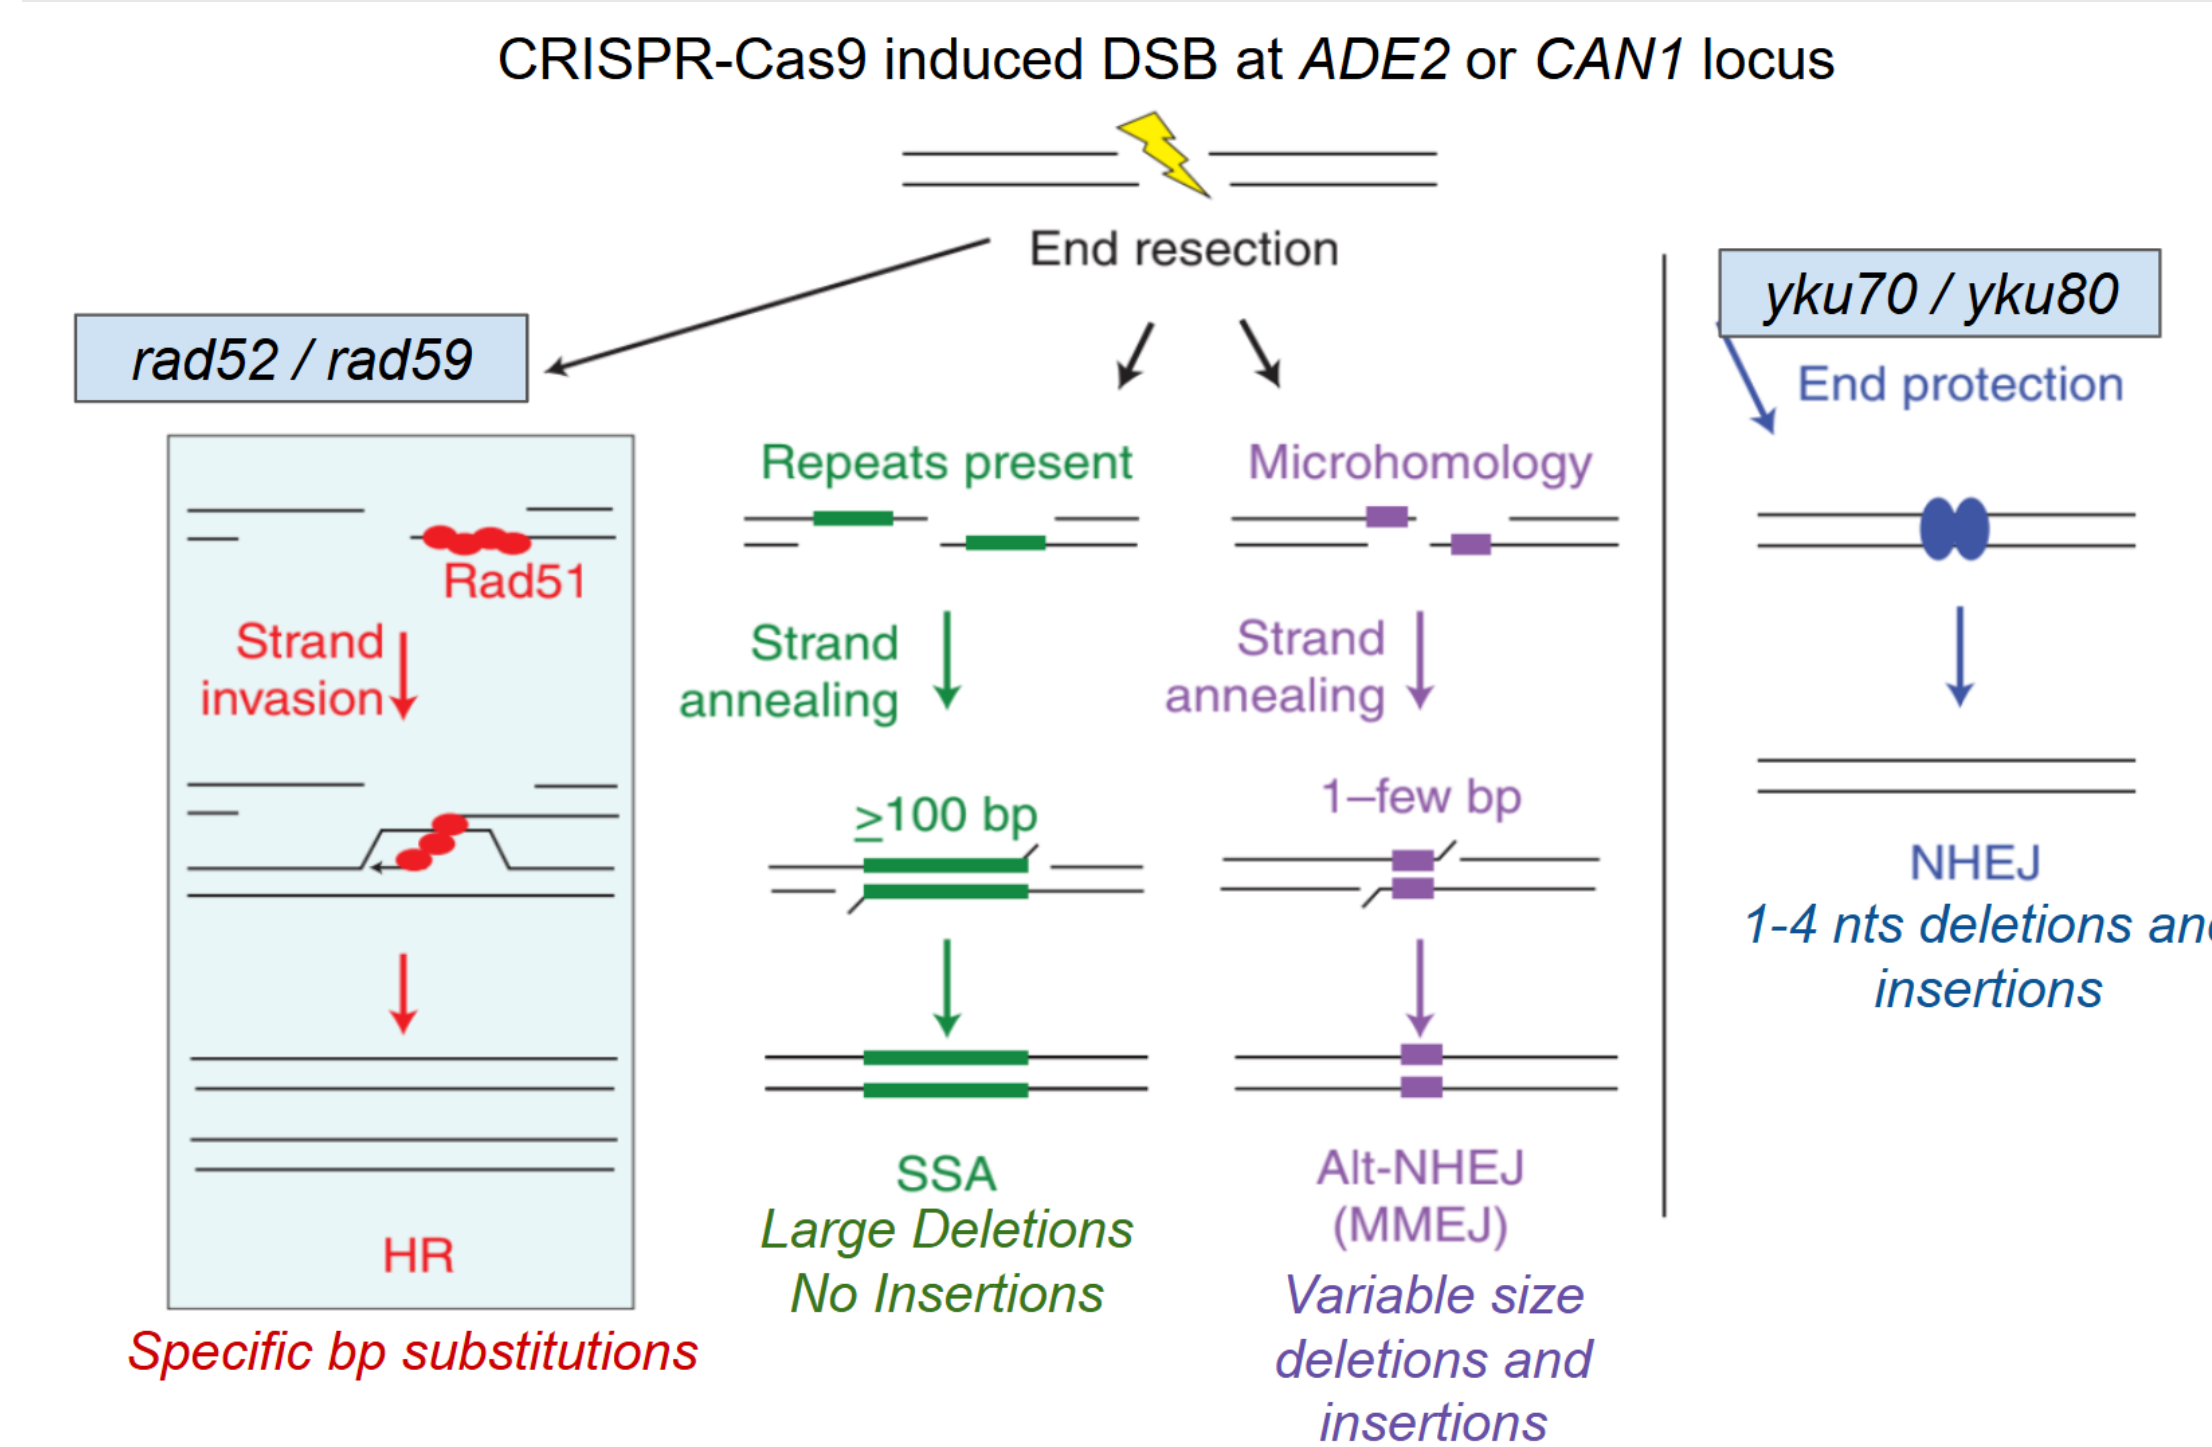 CRISPR-Cas9 induced DSB at ADE2 or CAN1 locus
End resection
rad52 / rad59
Rad51
Strand
invasion
HR
Specific bp substitutions
Repeats present
Strand
annealing
≥100 bp
SSA
Large Deletions
No Insertions
Microhomology
Strand
annealing
1–few bp
Alt-NHEJ
(MMEJ)
Variable size
deletions and
insertions
yku70 / yku80
End protection
NHEJ
1-4 nts deletions an
insertions